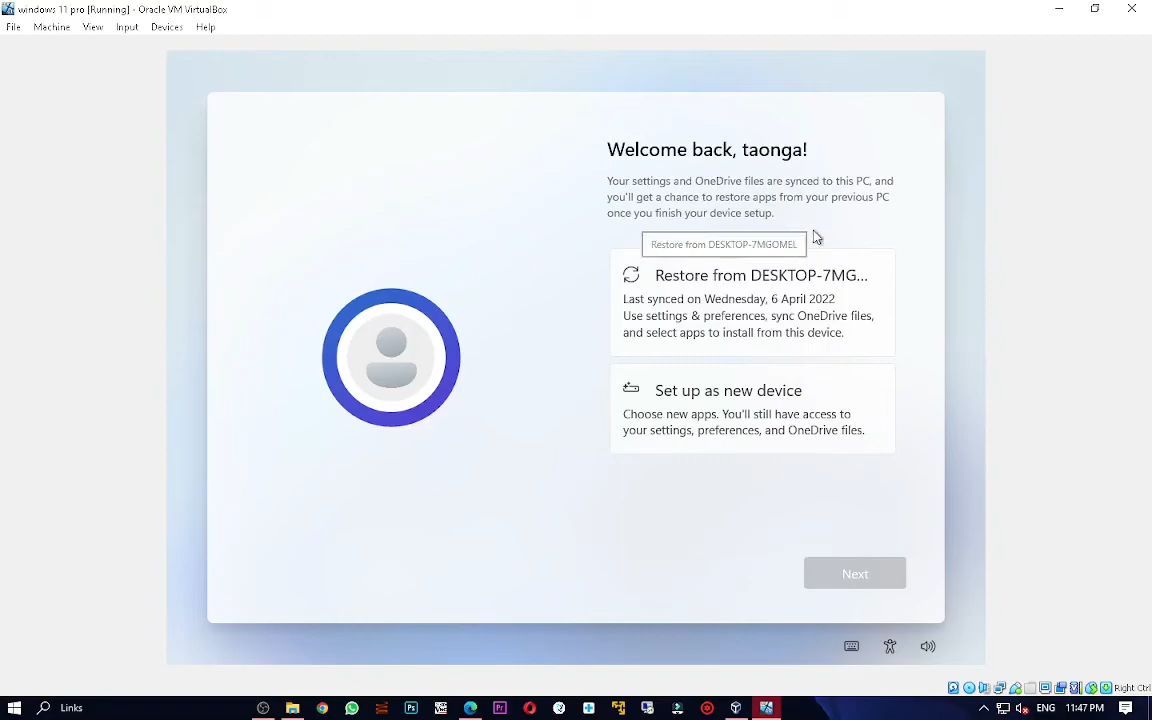 windows 11 pro [Running] - Oracle VM VirtualBox
File Machine View Input Devices Help
Welcome back, taonga!
Your settings and OneDrive files are synced to this PC, and
you'll get a chance to restore apps from your previous PC
once you finish your device setup.
Restore from DESKTOP-7MGOMEL
Restore from DESKTOP-7MG...
Last synced on Wednesday, 6 April 2022
Use settings & preferences, sync OneDrive files,
and select apps to install from this device.
Set up as new device
Choose new apps. You'll still have access to
your settings, preferences, and OneDrive files.
Next
Right Ctrl
Links
ENG 11:47 PM